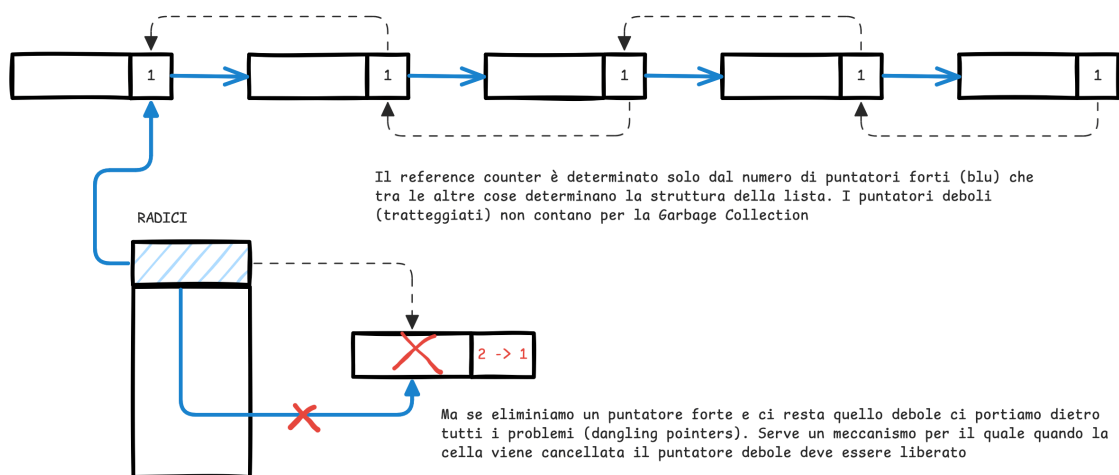 1 1 1 1 1
Il reference counter è determinato solo dal numero di puntatori forti (blu) che
tra le altre cose determinano la struttura della lista. I puntatori deboli
(tratteggiati) non contano per la Garbage Collection
RADICI
2 -> 1
Ma se eliminiamo un puntatore forte e ci resta quello debole ci portiamo dietro
tutti i problemi (dangling pointers). Serve un meccanismo per il quale quando la
cella viene cancellata il puntatore debole deve essere liberato